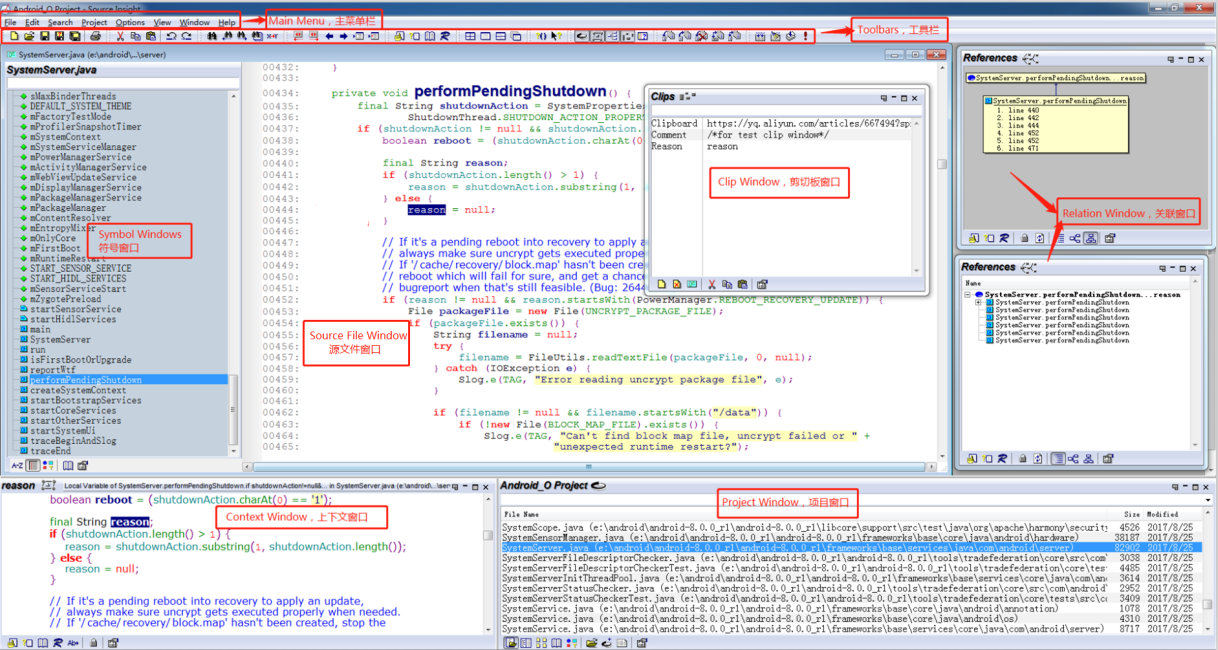 Android_O Project - Source Insight
File Edit Search Project Options View Window Help
Main Menu，主菜单栏
Toolbars，工具栏
SystemServer.java (e:\android\...\server)
SystemServer.java
sMaxBinderThreads
DEFAULT_SYSTEM_THEME
mFactoryTestMode
mProfilerSnapshotTimer
mSystemContext
mSystemServiceManager
mPowerManagerService
mActivityManagerService
mWebViewUpdateService
mDisplayManagerService
mPackageManagerService
mPackageManager
mContentResolver
mEntropyMixer
mOnlyCore
mFirstBoot
mRuntimeRestart
START_SENSOR_SERVICE
START_HIDL_SERVICES
mSensorServiceStart
mZygotePreload
startSensorService
startHidlServices
main
SystemServer
run
isFirstBootOrUpgrade
reportWtf
performPendingShutdown
createSystemContext
startBootstrapServices
startCoreServices
startOtherServices
startSystemUi
traceBeginAndSlog
traceEnd
Symbol Windows
符号窗口
00432: }
00433:
00434: private void performPendingShutdown() {
00435: final String shutdownAction = SystemProperties
00436: ShutdownThread.SHUTDOWN_ACTION_PROPER
00437: if (shutdownAction != null && shutdownAction.
00438: boolean reboot = (shutdownAction.charAt(0
00439:
00440: final String reason;
00441: if (shutdownAction.length() > 1) {
00442: reason = shutdownAction.substring(1,
00443: } else {
00444: reason = null;
00445: }
00446:
00447: // If it's a pending reboot into recovery to apply a
00448: // always make sure uncrypt gets executed proper
00449: // If '/cache/recovery/block.map' hasn't been cre
00450: // reboot which will fail for sure, and get a chance
00451: // bugreport when that's still feasible. (Bug: 2644
00452: if (reason != null && reason.startsWith(PowerManager.REBOOT_RECOVERY_UPDATE)) {
00453: File packageFile = new File(UNCRYPT_PACKAGE_FILE);
00454: if (packageFile.exists()) {
00455: String filename = null;
00456: try {
00457: filename = FileUtils.readTextFile(packageFile, 0, null);
00458: } catch (IOException e) {
00459: Slog.e(TAG, "Error reading uncrypt package file", e);
00460: }
00461:
00462: if (filename != null && filename.startsWith("/data")) {
00463: if (!new File(BLOCK_MAP_FILE).exists()) {
00464: Slog.e(TAG, "Can't find block map file, uncrypt failed or " +
00465: "unexpected runtime restart?");
Source File Window
源文件窗口
Clips
Clipboard https://yq.aliyun.com/articles/667494?sp
Comment /*for test clip window*/
Reason reason
Clip Window，剪切板窗口
References
SystemServer.performPendingShutdown...reason
SystemServer.performPendingShutdown
1. line 440
2. line 442
3. line 444
4. line 452
5. line 452
6. line 471
Relation Window，关联窗口
References
Name
SystemServer.performPendingShutdown...reason
SystemServer.performPendingShutdown
SystemServer.performPendingShutdown
SystemServer.performPendingShutdown
SystemServer.performPendingShutdown
SystemServer.performPendingShutdown
SystemServer.performPendingShutdown
reason Local Variable of SystemServer.performPendingShutdown.if shutdownAction!=null&&... in SystemServer.java (e:\android\...\ser
boolean reboot = (shutdownAction.charAt(0) == '1');
final String reason;
if (shutdownAction.length() > 1) {
reason = shutdownAction.substring(1, shutdownAction.length());
} else {
reason = null;
}
// If it's a pending reboot into recovery to apply an update,
// always make sure uncrypt gets executed properly when needed.
// If '/cache/recovery/block.map' hasn't been created, stop the
Context Window，上下文窗口
Android_O Project
Project Window，项目窗口
File Name Size Modified
SystemScope.java (e:\android\android-8.0.0_r1\android-8.0.0_r1\libcore\support\src\test\java\org\apache\harmony\security 4526 2017/8/25
SystemSensorManager.java (e:\android\android-8.0.0_r1\android-8.0.0_r1\frameworks\base\core\java\android\hardware) 38187 2017/8/25
SystemServer.java (e:\android\android-8.0.0_r1\android-8.0.0_r1\frameworks\base\services\java\com\android\server) 82902 2017/8/25
SystemServerFileDescriptorChecker.java (e:\android\android-8.0.0_r1\android-8.0.0_r1\tools\tradefederation\core\src\com 3038 2017/8/25
SystemServerFileDescriptorCheckerTest.java (e:\android\android-8.0.0_r1\android-8.0.0_r1\tools\tradefederation\core\tes 4485 2017/8/25
SystemServerInitThreadPool.java (e:\android\android-8.0.0_r1\android-8.0.0_r1\frameworks\base\services\core\java\com\an 3614 2017/8/25
SystemServerStatusChecker.java (e:\android\android-8.0.0_r1\android-8.0.0_r1\tools\tradefederation\core\src\com\android 2952 2017/8/25
SystemServerStatusCheckerTest.java (e:\android\android-8.0.0_r1\android-8.0.0_r1\tools\tradefederation\core\tests\src\c 3409 2017/8/25
SystemService.java (e:\android\android-8.0.0_r1\android-8.0.0_r1\frameworks\base\core\java\android\annotation) 1078 2017/8/25
SystemService.java (e:\android\android-8.0.0_r1\android-8.0.0_r1\frameworks\base\core\java\android\os) 4310 2017/8/25
SystemService.java (e:\android\android-8.0.0_r1\android-8.0.0_r1\frameworks\base\services\core\java\com\android\server) 8717 2017/8/25